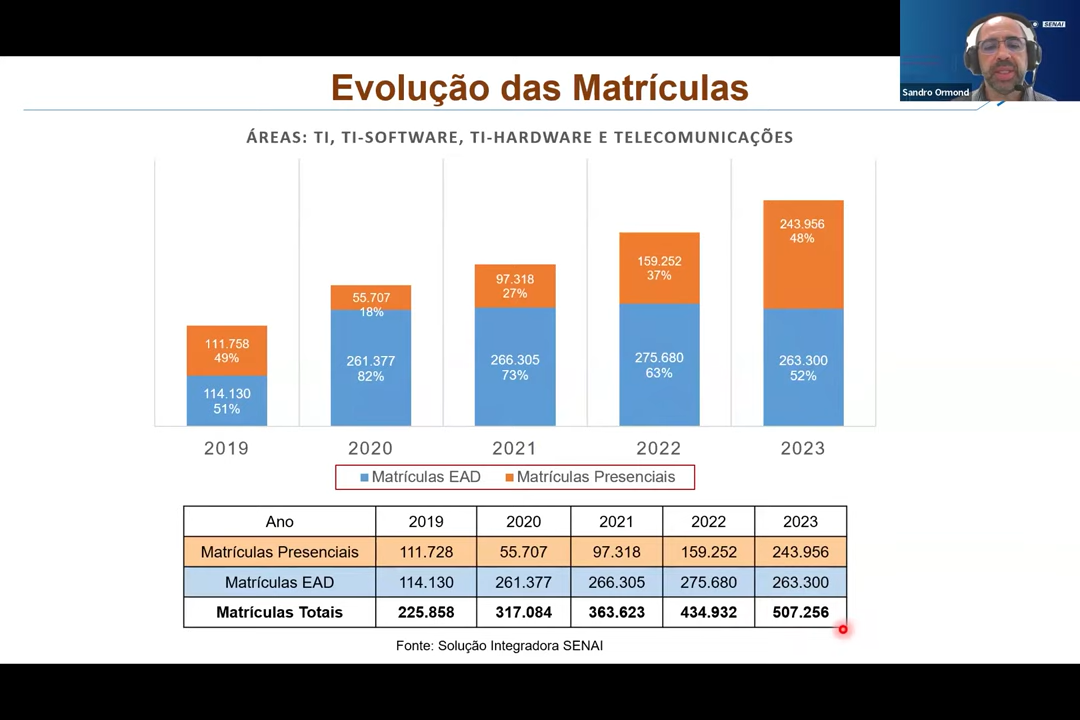 SENAI
Sandro Ormond
Evolução das Matrículas
ÁREAS: TI, TI-SOFTWARE, TI-HARDWARE E TELECOMUNICAÇÕES
111.758
49%
114.130
51%
55.707
18%
261.377
82%
97.318
27%
266.305
73%
159.252
37%
275.680
63%
243.956
48%
263.300
52%
2019 2020 2021 2022 2023
Matrículas EAD Matrículas Presenciais
Ano 2019 2020 2021 2022 2023
Matrículas Presenciais 111.728 55.707 97.318 159.252 243.956
Matrículas EAD 114.130 261.377 266.305 275.680 263.300
Matrículas Totais 225.858 317.084 363.623 434.932 507.256
Fonte: Solução Integradora SENAI